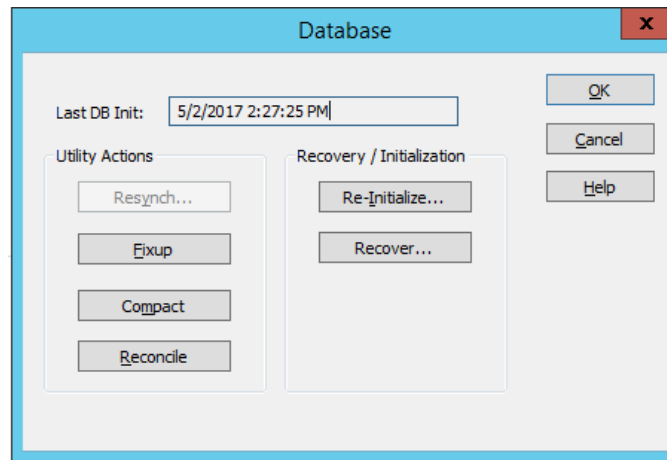 Database
x
Last DB Init: 5/2/2017 2:27:25 PM
OK
Cancel
Help
Utility Actions
Resynch...
Fixup
Compact
Reconcile
Recovery / Initialization
Re-Initialize...
Recover...